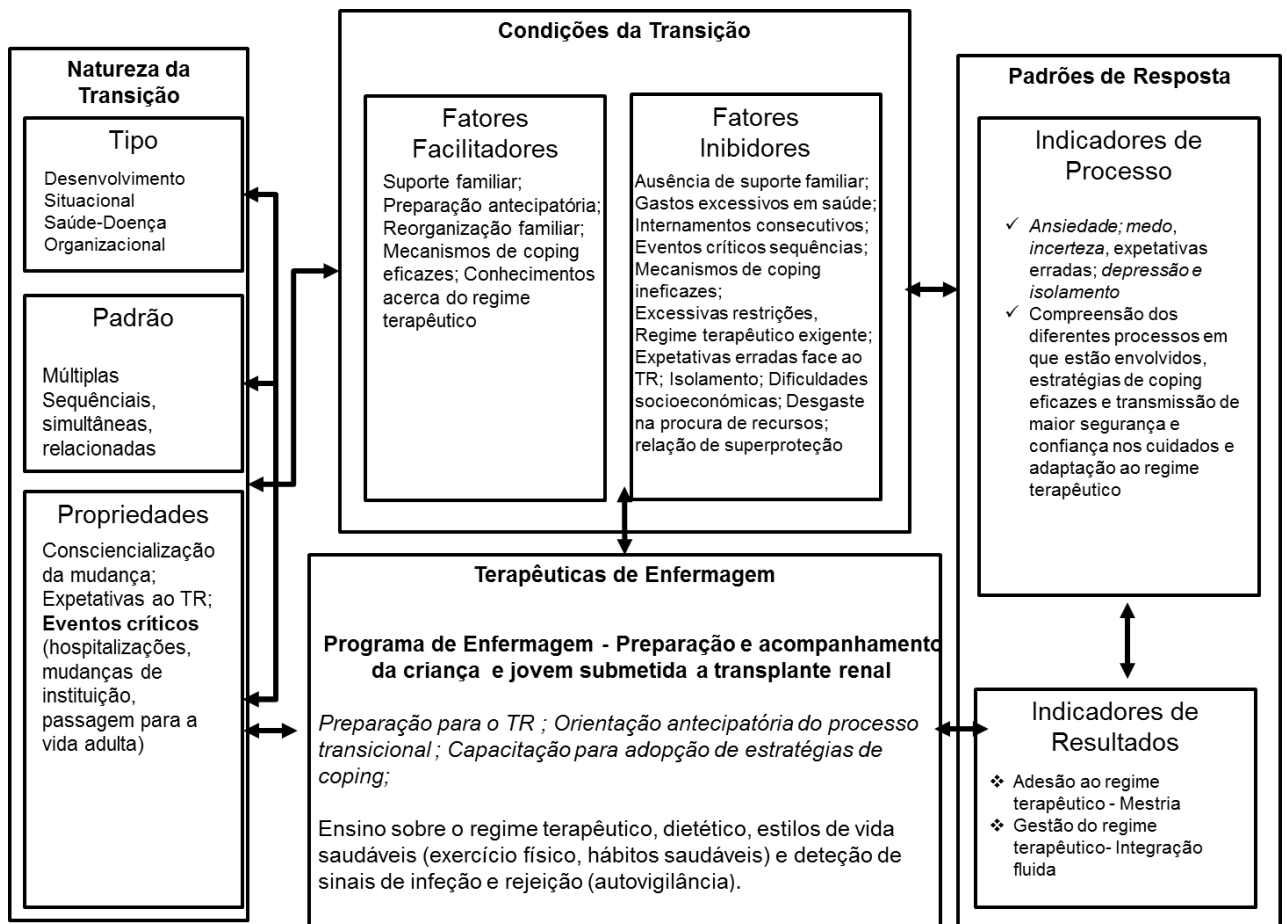 Natureza da
Transição
Tipo
Desenvolvimento
Situacional
Saúde-Doença
Organizacional
Padrão
Múltiplas
Sequênciais,
simultâneas,
relacionadas
Propriedades
Consciencialização
da mudança;
Expetativas ao TR;
Eventos críticos
(hospitalizações,
mudanças de
instituição,
passagem para a
vida adulta)
Condições da Transição
Fatores
Facilitadores
Suporte familiar;
Preparação antecipatória;
Reorganização familiar;
Mecanismos de coping
eficazes; Conhecimentos
acerca do regime
terapêutico
Fatores
Inibidores
Ausência de suporte familiar;
Gastos excessivos em saúde;
Internamentos consecutivos;
Eventos críticos sequências;
Mecanismos de coping
ineficazes;
Excessivas restrições,
Regime terapêutico exigente;
Expetativas erradas face ao
TR; Isolamento; Dificuldades
socioeconómicas; Desgaste
na procura de recursos;
relação de superproteção
Terapêuticas de Enfermagem
Programa de Enfermagem - Preparação e acompanhamento
da criança e jovem submetida a transplante renal
Preparação para o TR ; Orientação antecipatória do processo
transicional ; Capacitação para adopção de estratégias de
coping;
Ensino sobre o regime terapêutico, dietético, estilos de vida
saudáveis (exercício físico, hábitos saudáveis) e deteção de
sinais de infeção e rejeição (autovigilância).
Padrões de Resposta
Indicadores de
Processo
✓ Ansiedade; medo,
incerteza, expetativas
erradas; depressão e
isolamento
✓ Compreensão dos
diferentes processos em
que estão envolvidos,
estratégias de coping
eficazes e transmissão de
maior segurança e
confiança nos cuidados e
adaptação ao regime
terapêutico
Indicadores de
Resultados
❖ Adesão ao regime
terapêutico - Mestria
❖ Gestão do regime
terapêutico- Integração
fluida